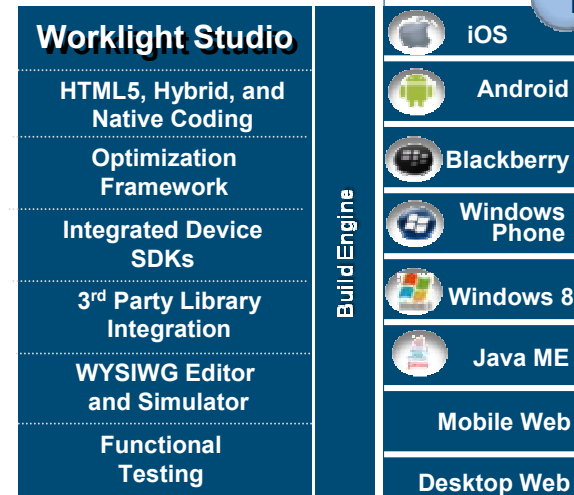 Worklight Studio
HTML5, Hybrid, and
Native Coding
Optimization
Framework
Integrated Device
SDKs
3rd Party Library
Integration
WYSIWG Editor
and Simulator
Functional
Testing
Build Engine
iOS
Android
Blackberry
Windows
Phone
Windows 8
Java ME
Mobile Web
Desktop Web